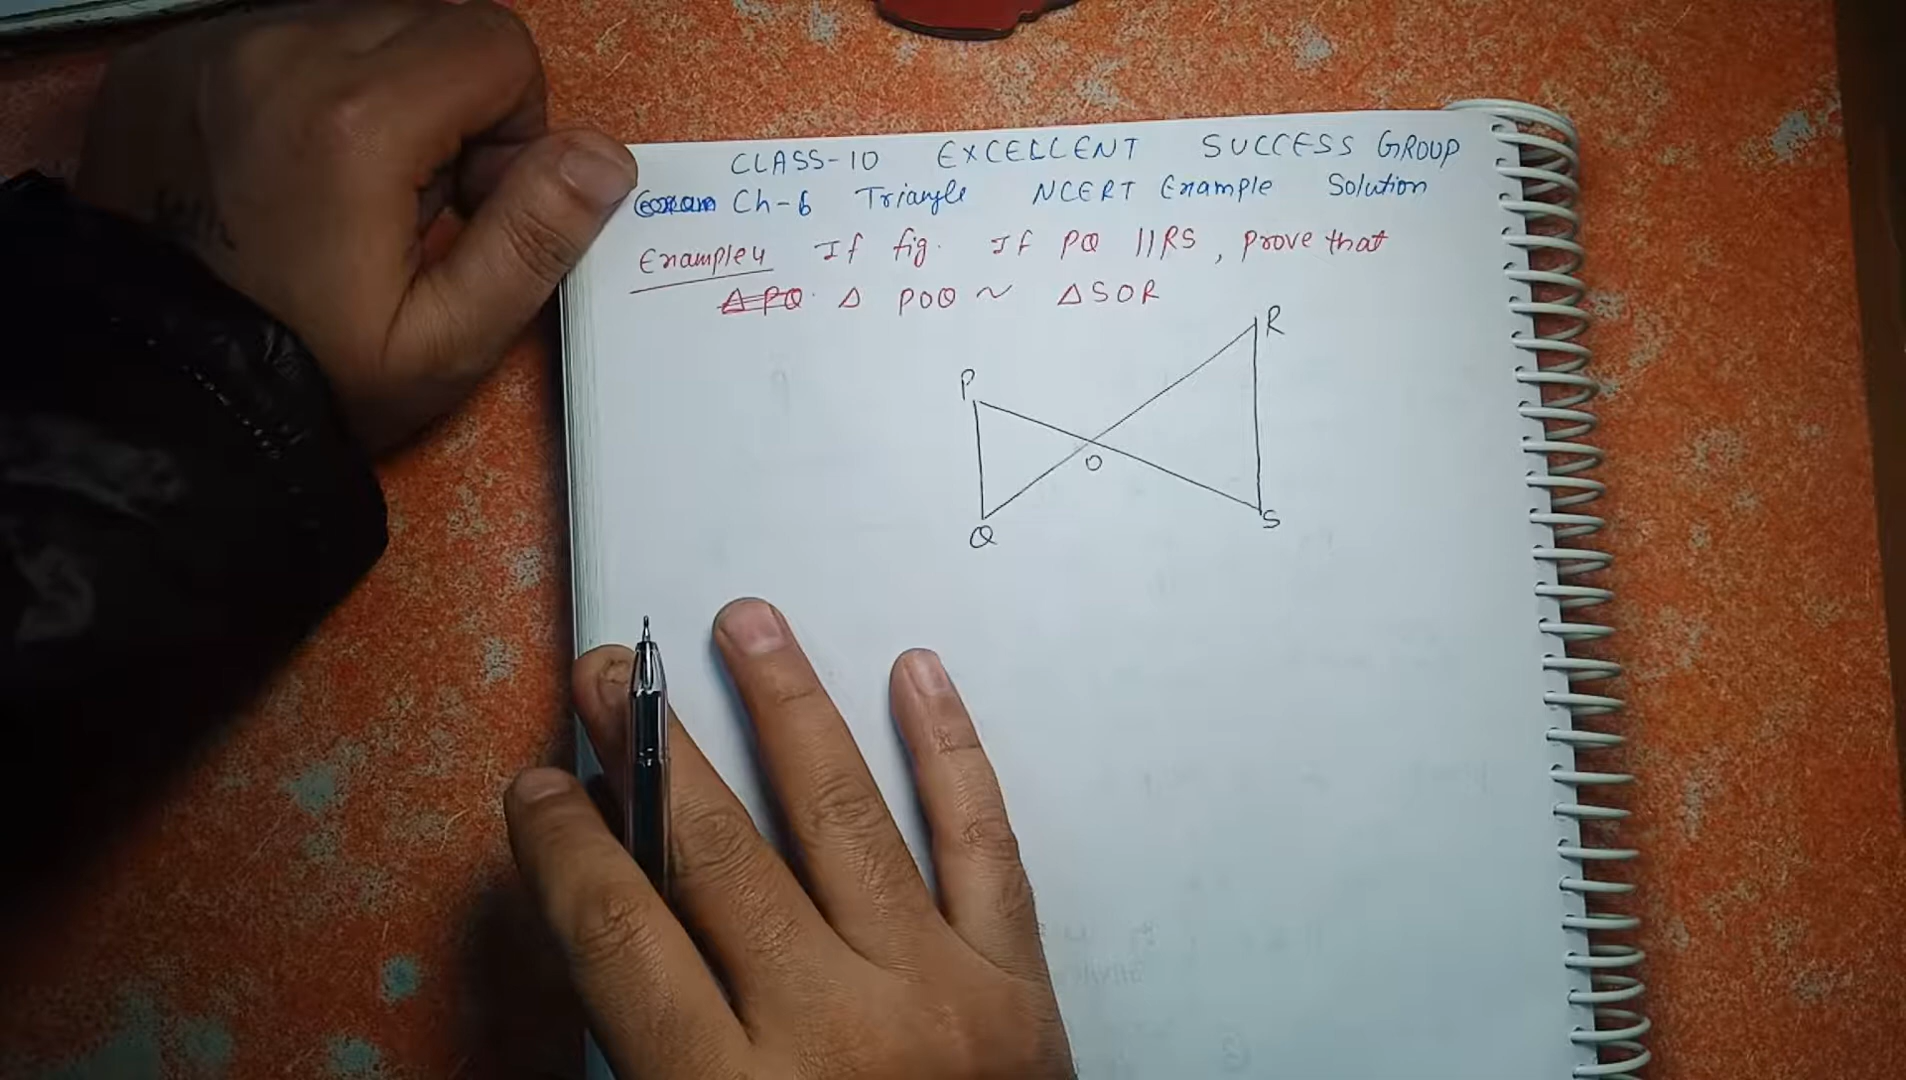 CLASS-10 EXCELLENT SUCCESS GROUP
Ch-6 Triangle NCERT Example Solution
Example 4 If fig. If PQ || RS, prove that
Δ PQ. Δ POQ ~ Δ SOR
R
P
O
S
Q